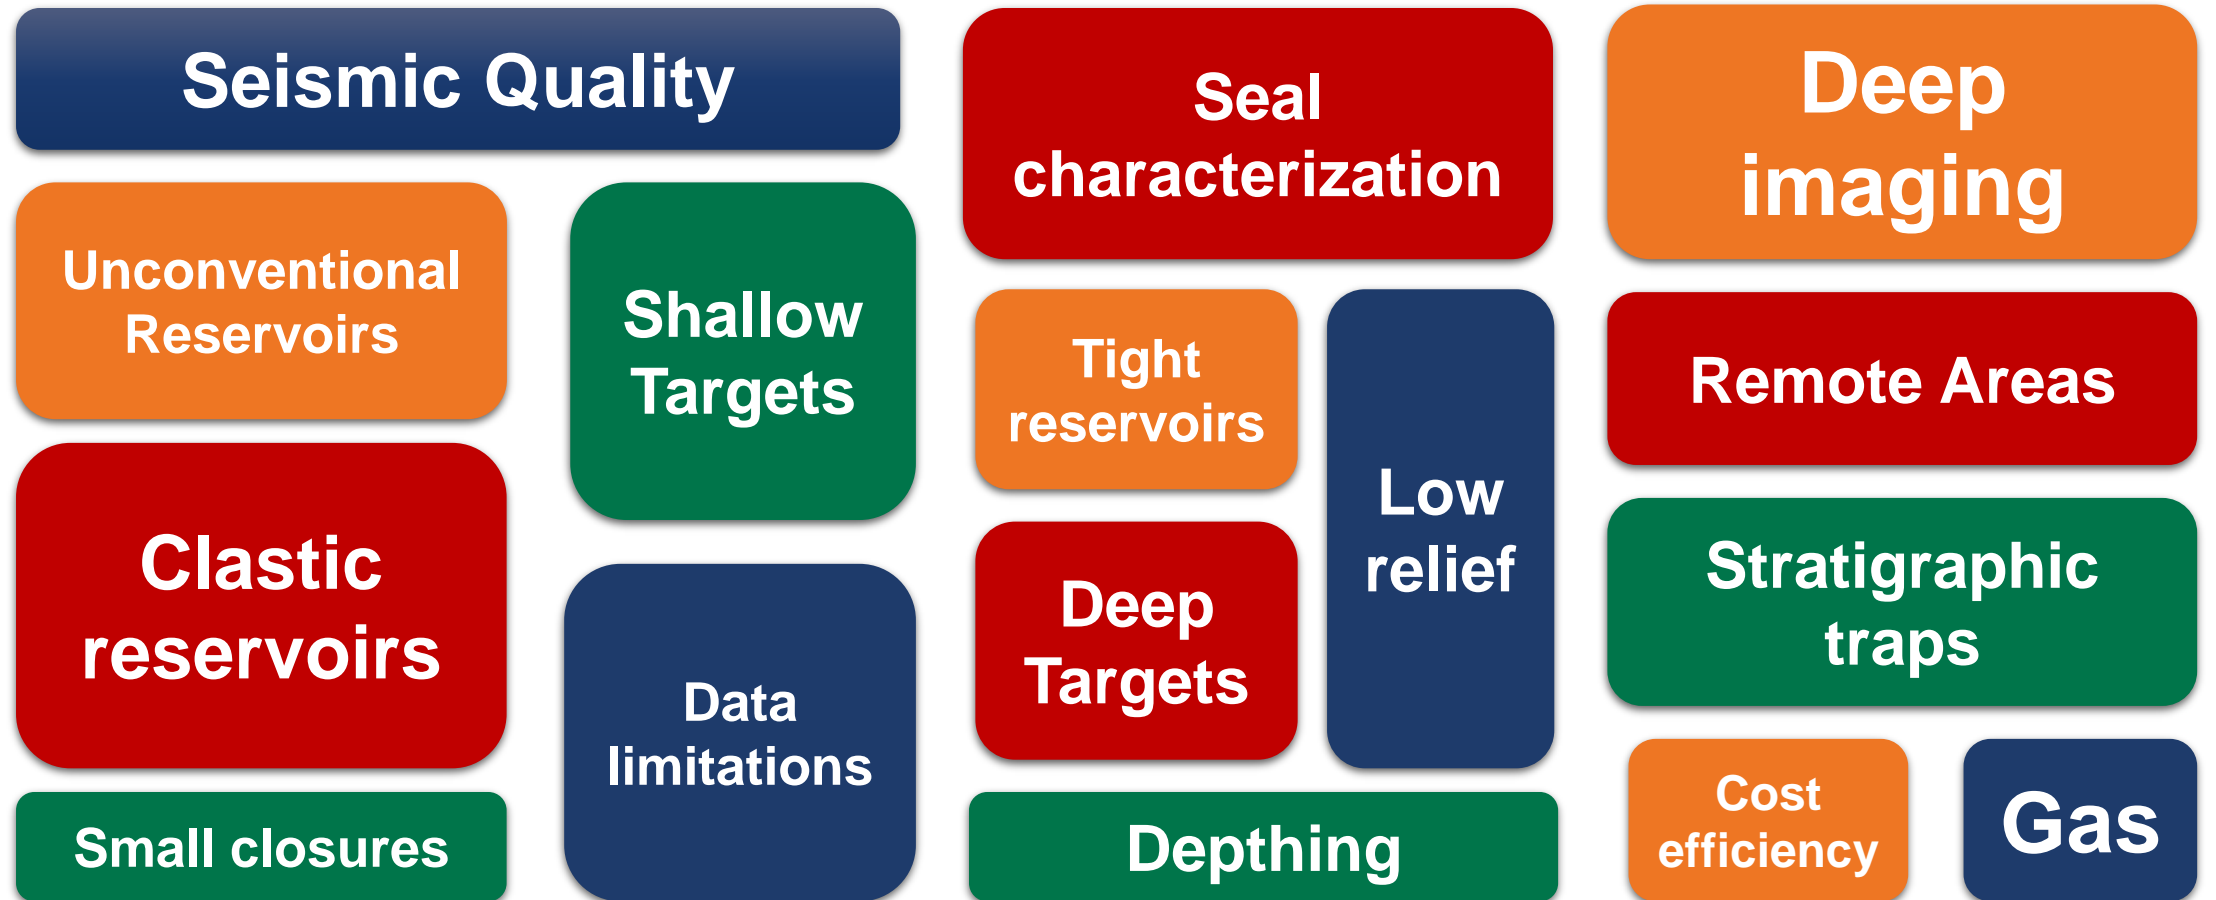 Seismic Quality
Unconventional
Reservoirs
Shallow
Targets
Clastic
reservoirs
Data
limitations
Small closures
Seal
characterization
Tight
reservoirs
Low
relief
Deep
Targets
Depthing
Deep
imaging
Remote Areas
Stratigraphic
traps
Cost
efficiency
Gas